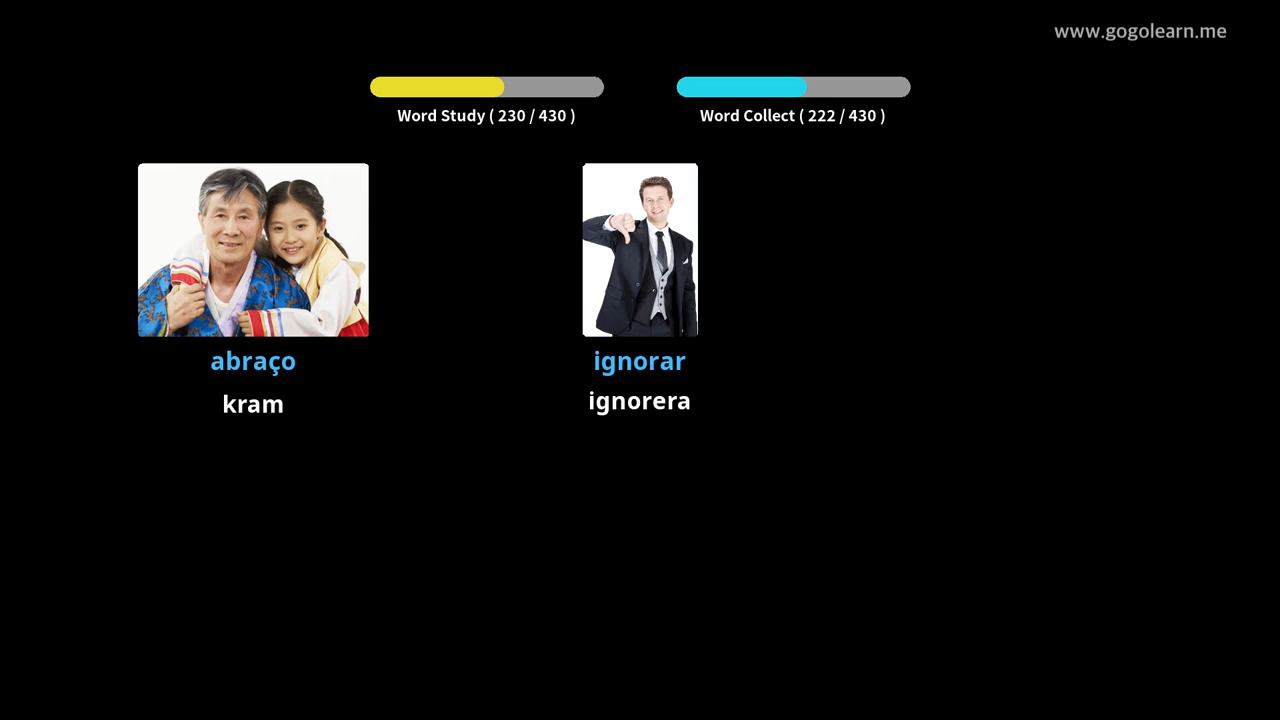 www.gogolearn.me
Word Study ( 230 / 430 )
Word Collect ( 222 / 430 )
abraço
ignorar
kram
ignorera